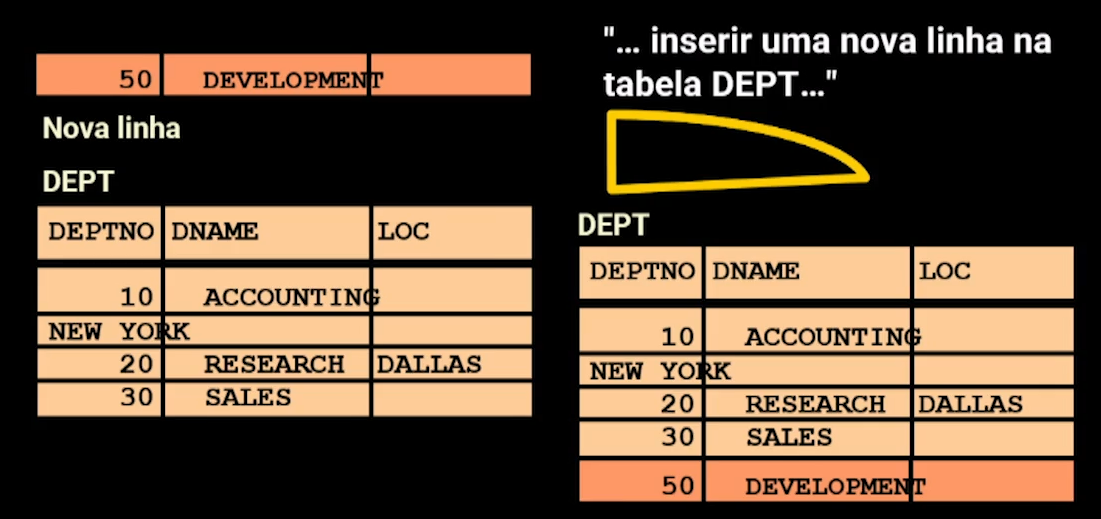 50 DEVELOPMENT
Nova linha
DEPT
DEPTNO DNAME LOC
10 ACCOUNTING
NEW YORK
20 RESEARCH DALLAS
30 SALES
"... inserir uma nova linha na
tabela DEPT..."
DEPT
DEPTNO DNAME LOC
10 ACCOUNTING
NEW YORK
20 RESEARCH DALLAS
30 SALES
50 DEVELOPMENT